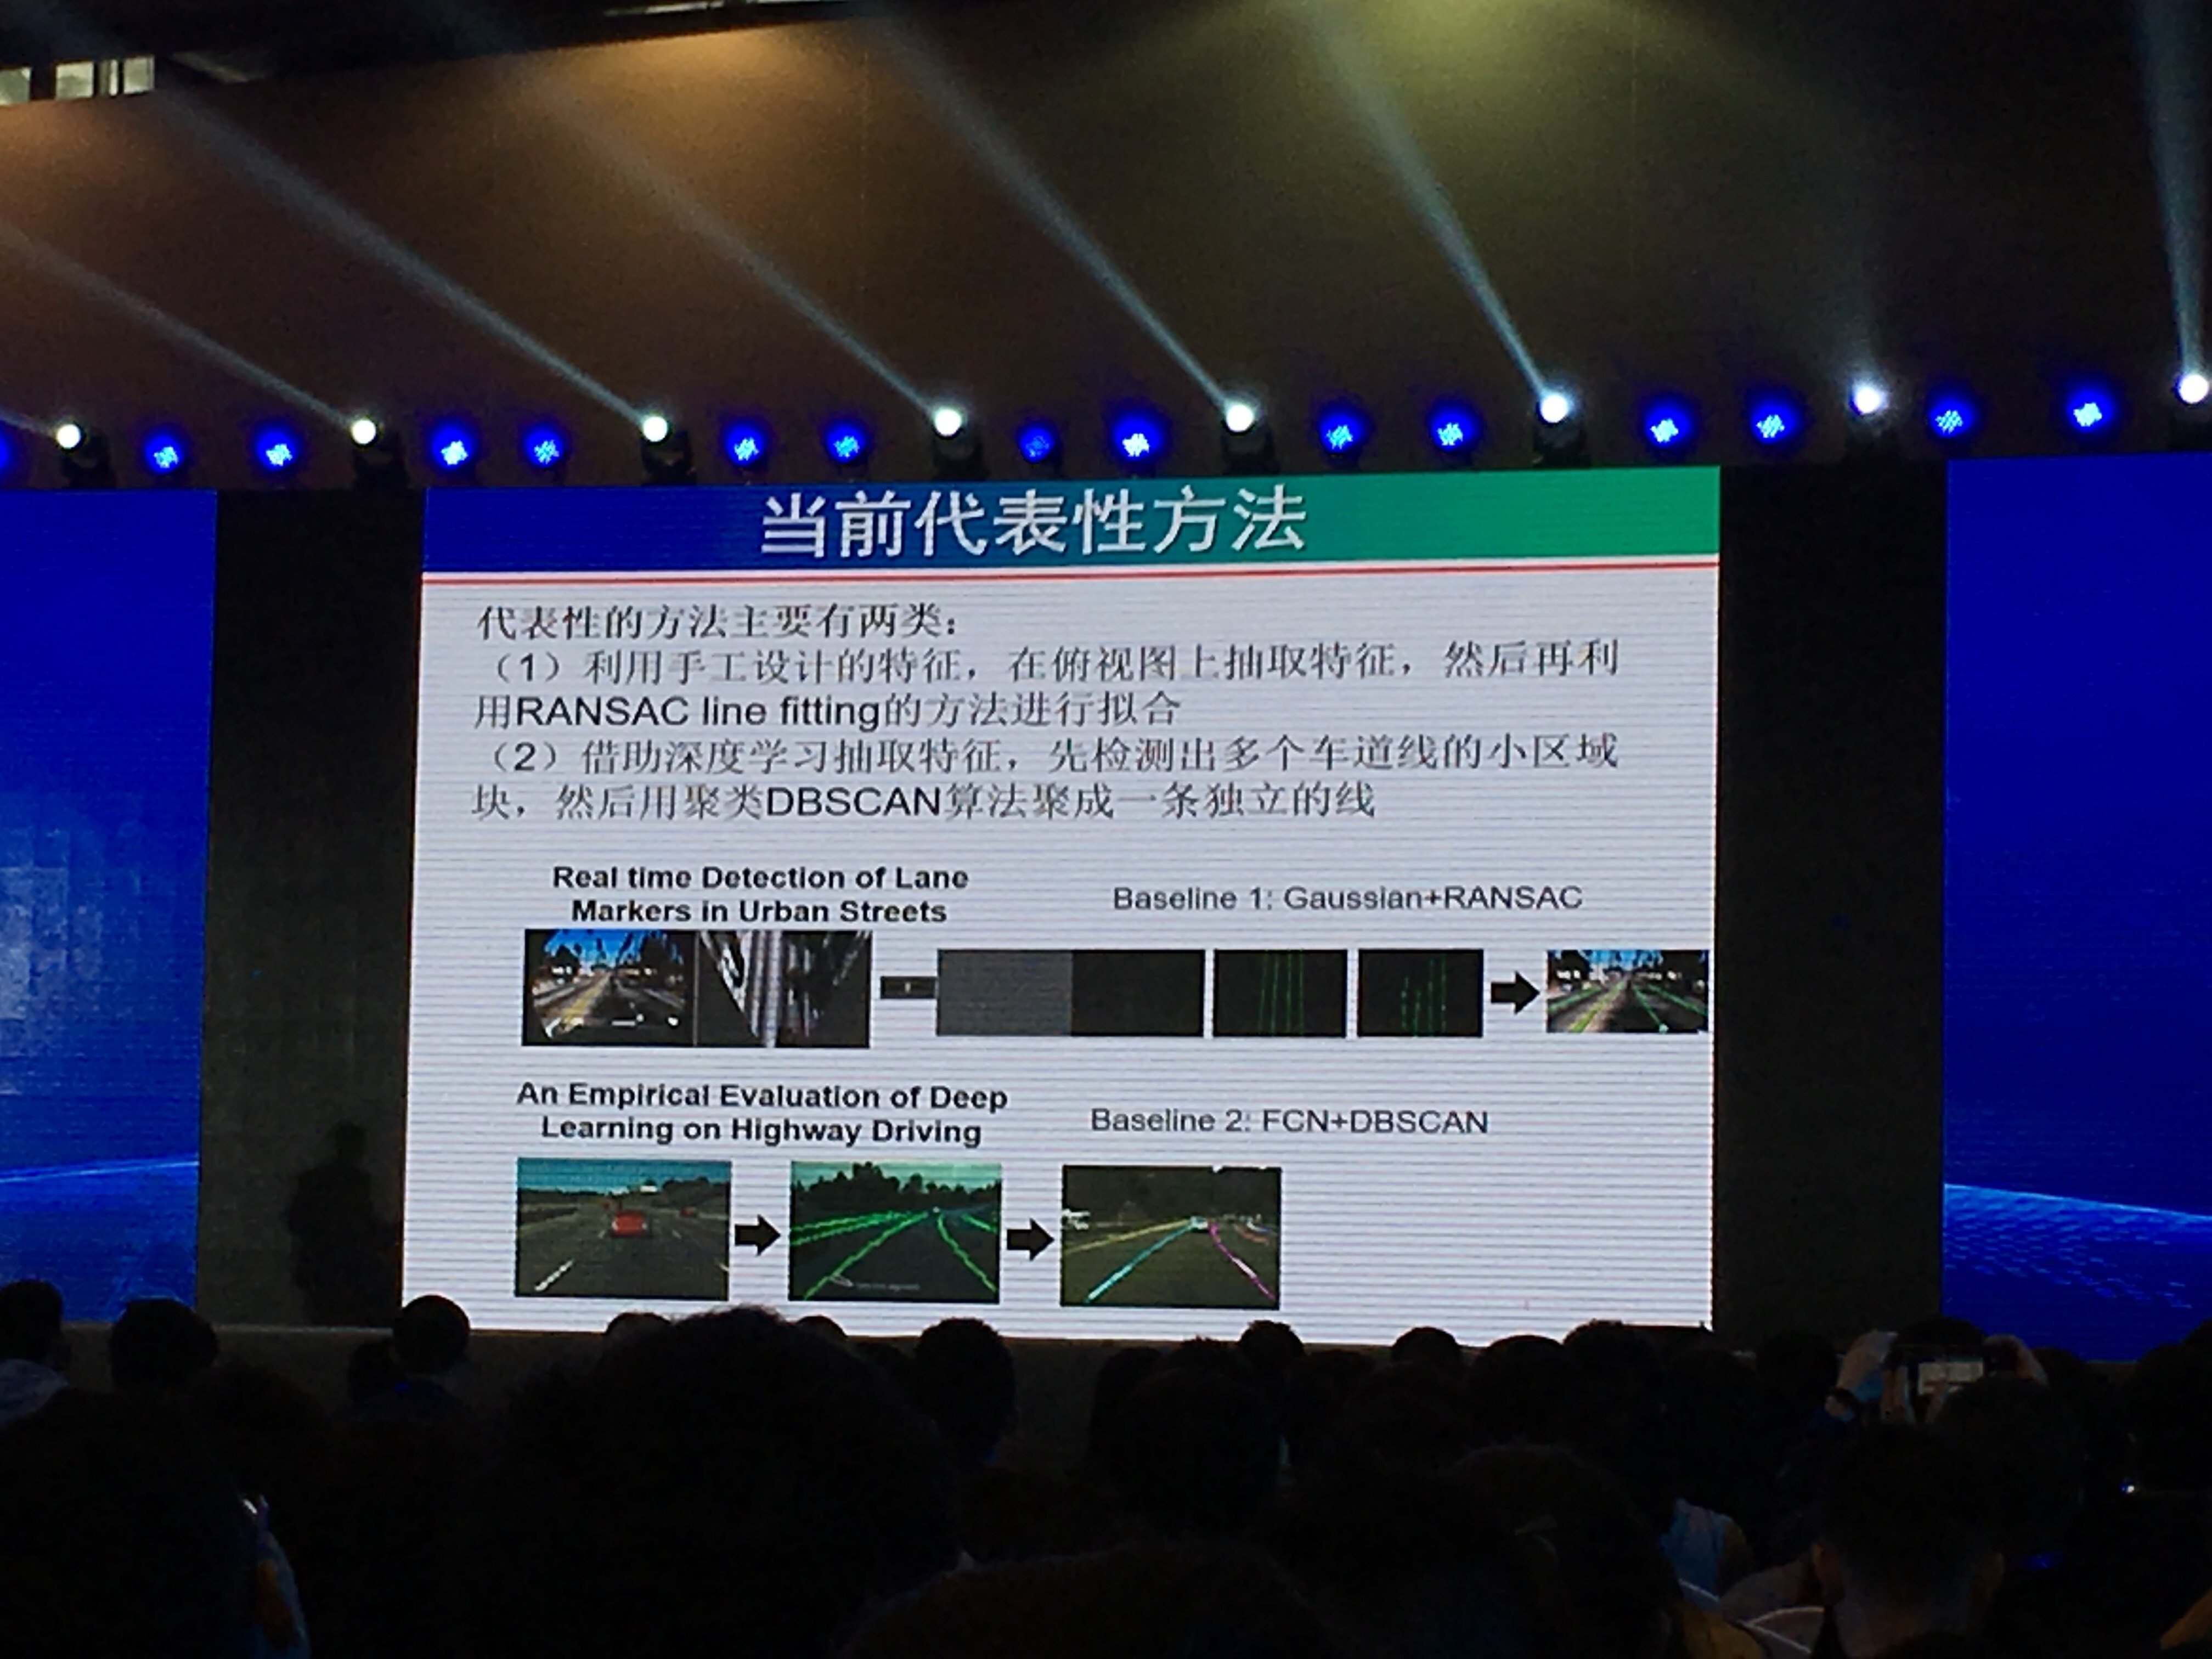 当前代表性方法
代表性的方法主要有两类：
（1）利用手工设计的特征，在俯视图上抽取特征，然后再利
用RANSAC line fitting的方法进行拟合
（2）借助深度学习抽取特征，先检测出多个车道线的小区域
块，然后用聚类DBSCAN算法聚成一条独立的线
Real time Detection of Lane
Markers in Urban Streets
Baseline 1: Gaussian+RANSAC
An Empirical Evaluation of Deep
Learning on Highway Driving
Baseline 2: FCN+DBSCAN